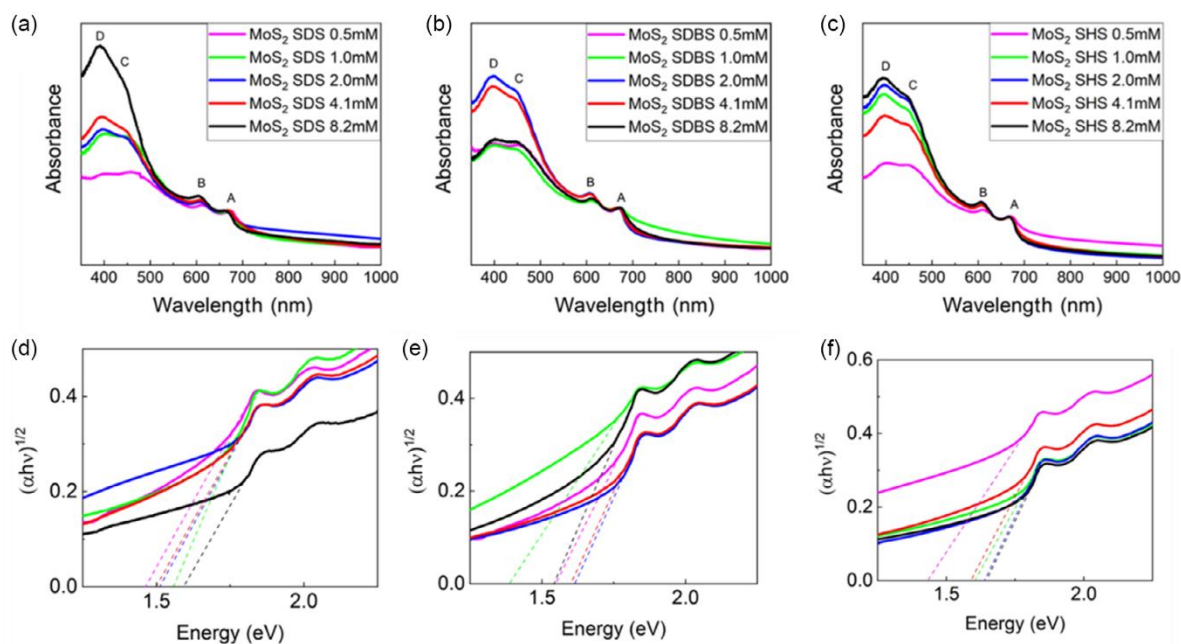 (a)
D
C
B
A
MoS₂ SDS 0.5mM
MoS₂ SDS 1.0mM
MoS₂ SDS 2.0mM
MoS₂ SDS 4.1mM
MoS₂ SDS 8.2mM
Absorbance
400 500 600 700 800 900 1000
Wavelength (nm)
(b)
D
C
B
A
MoS₂ SDBS 0.5mM
MoS₂ SDBS 1.0mM
MoS₂ SDBS 2.0mM
MoS₂ SDBS 4.1mM
MoS₂ SDBS 8.2mM
Absorbance
400 500 600 700 800 900 1000
Wavelength (nm)
(c)
D
C
B
A
MoS₂ SHS 0.5mM
MoS₂ SHS 1.0mM
MoS₂ SHS 2.0mM
MoS₂ SHS 4.1mM
MoS₂ SHS 8.2mM
Absorbance
400 500 600 700 800 900 1000
Wavelength (nm)
(d)
(αhν)^1/2
0.4
0.2
0.0
1.5 2.0
Energy (eV)
(e)
(αhν)^1/2
0.4
0.2
0.0
1.5 2.0
Energy (eV)
(f)
(αhν)^1/2
0.6
0.4
0.2
0.0
1.5 2.0
Energy (eV)